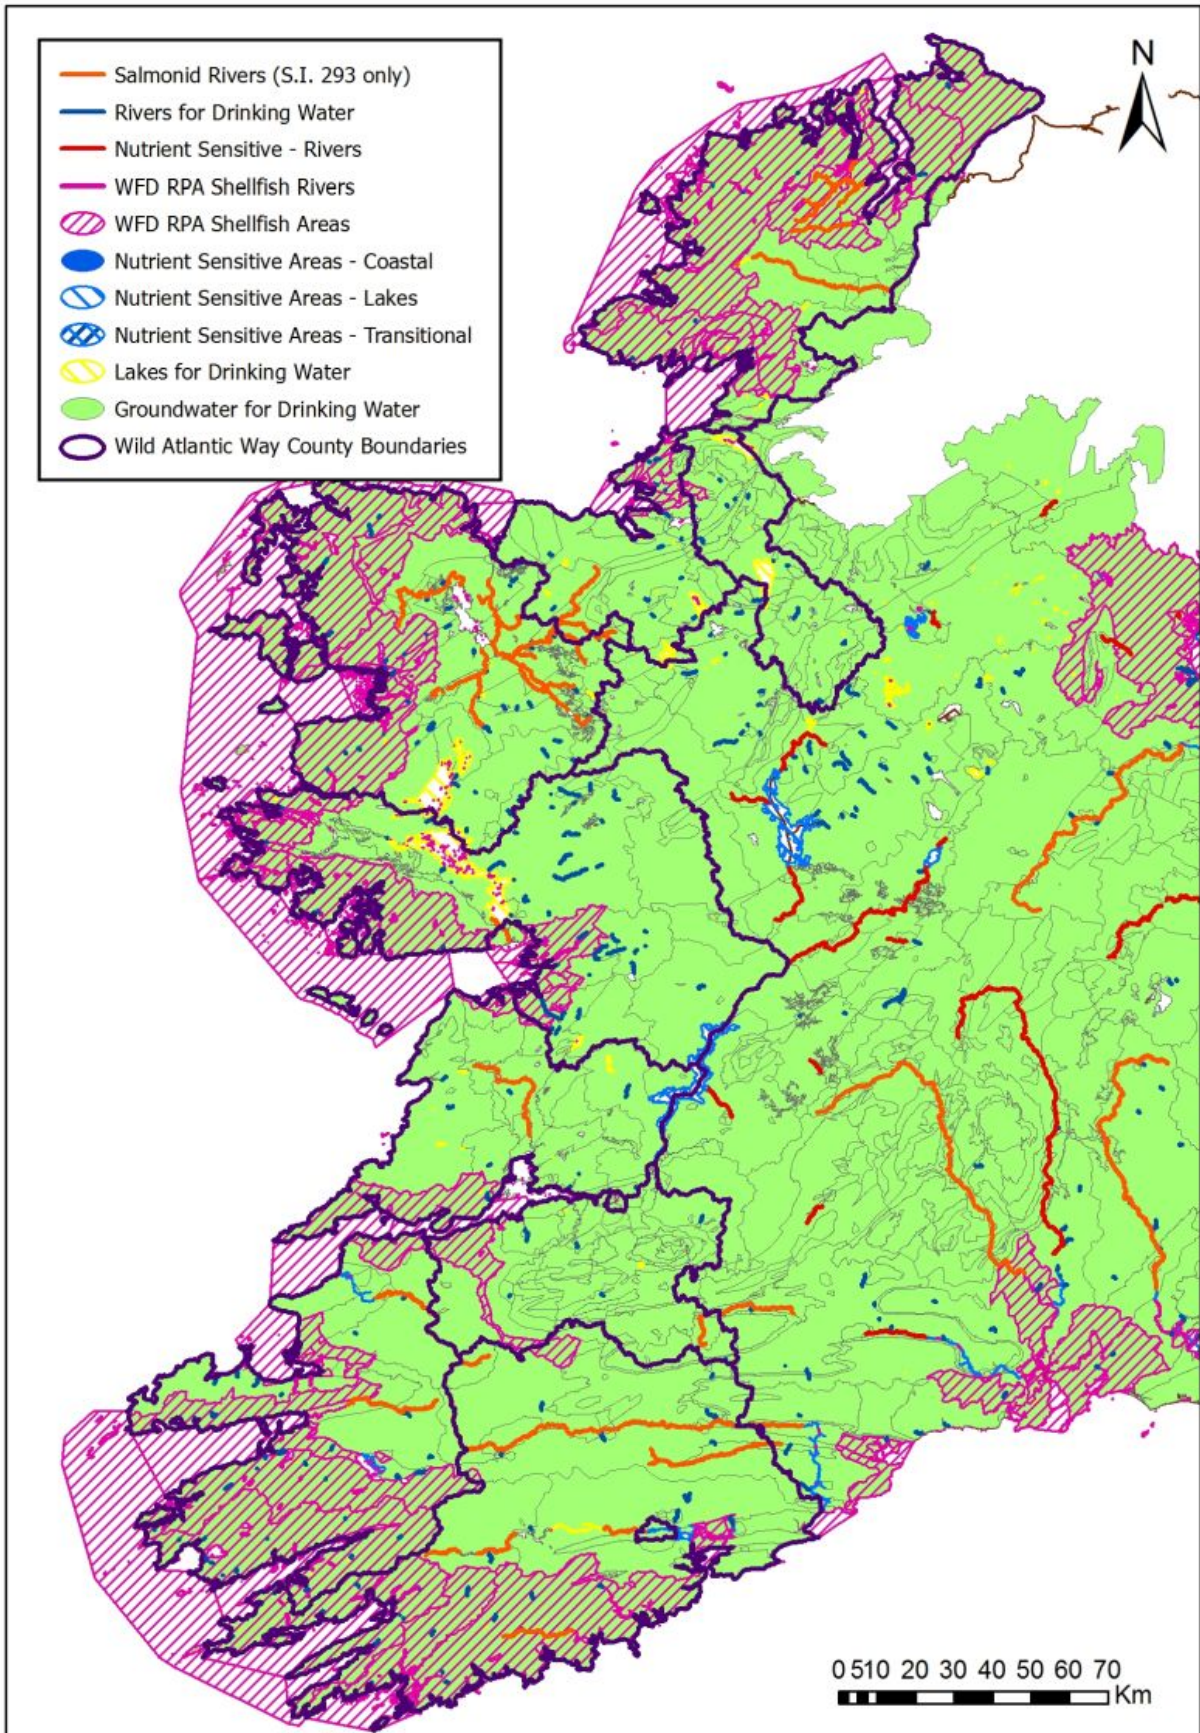 Salmonid Rivers (S.I. 293 only)
Rivers for Drinking Water
Nutrient Sensitive - Rivers
WFD RPA Shellfish Rivers
WFD RPA Shellfish Areas
Nutrient Sensitive Areas - Coastal
Nutrient Sensitive Areas - Lakes
Nutrient Sensitive Areas - Transitional
Lakes for Drinking Water
Groundwater for Drinking Water
Wild Atlantic Way County Boundaries
N
0 5 10 20 30 40 50 60 70
Km